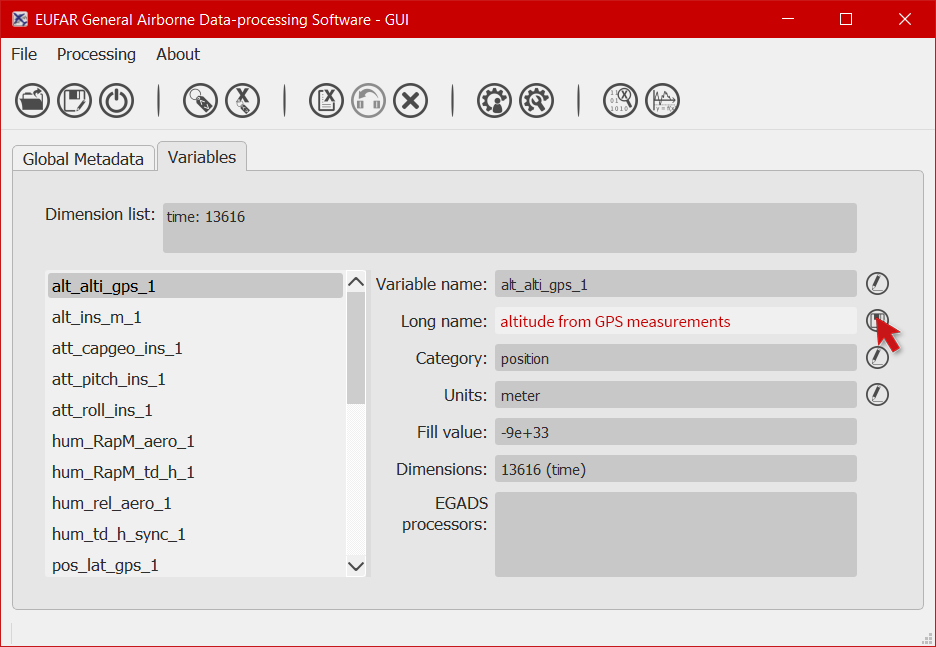 EUFAR General Airborne Data-processing Software - GUI
File Processing About
Global Metadata Variables
Dimension list: time: 13616
alt_alti_gps_1
alt_ins_m_1
att_capgeo_ins_1
att_pitch_ins_1
att_roll_ins_1
hum_RapM_aero_1
hum_RapM_td_h_1
hum_rel_aero_1
hum_td_h_sync_1
pos_lat_gps_1
Variable name: alt_alti_gps_1
Long name: altitude from GPS measurements
Category: position
Units: meter
Fill value: -9e+33
Dimensions: 13616 (time)
EGADS
processors: